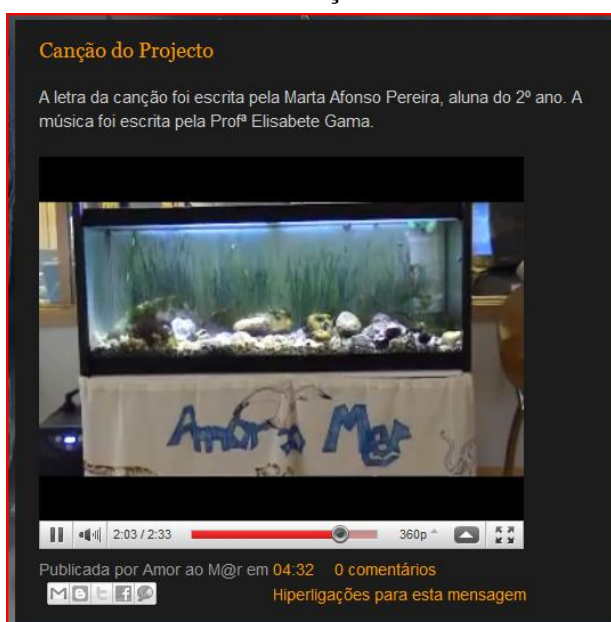 Canção do Projecto
A letra da canção foi escrita pela Marta Afonso Pereira, aluna do 2º ano. A
música foi escrita pela Profª Elisabete Gama.
Amor ao Mar
2:03 / 2:33
360p
Publicada por Amor ao M@r em 04:32 0 comentários
Hiperligações para esta mensagem